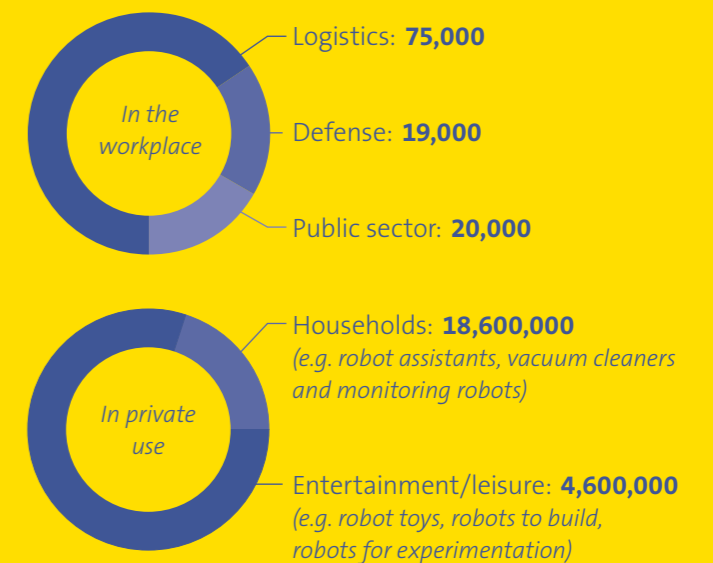 Logistics: 75,000
In the
workplace
Defense: 19,000
Public sector: 20,000
Households: 18,600,000
(e.g. robot assistants, vacuum cleaners
and monitoring robots)
In private
use
Entertainment/leisure: 4,600,000
(e.g. robot toys, robots to build,
robots for experimentation)